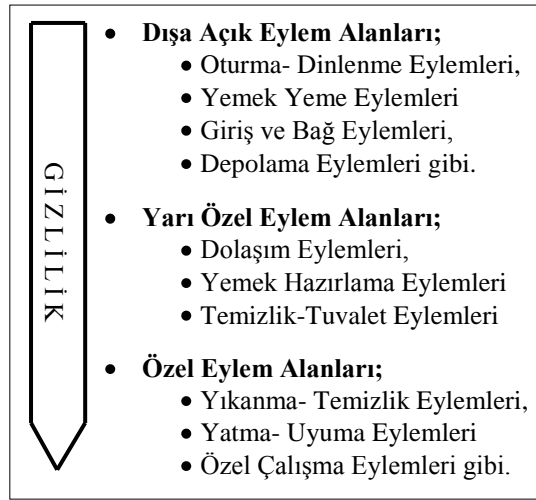 GİZLİLİK
• Dışa Açık Eylem Alanları;
• Oturma- Dinlenme Eylemleri,
• Yemek Yeme Eylemleri
• Giriş ve Bağ Eylemleri,
• Depolama Eylemleri gibi.
• Yarı Özel Eylem Alanları;
• Dolaşım Eylemleri,
• Yemek Hazırlama Eylemleri
• Temizlik-Tuvalet Eylemleri
• Özel Eylem Alanları;
• Yıkanma- Temizlik Eylemleri,
• Yatma- Uyuma Eylemleri
• Özel Çalışma Eylemleri gibi.